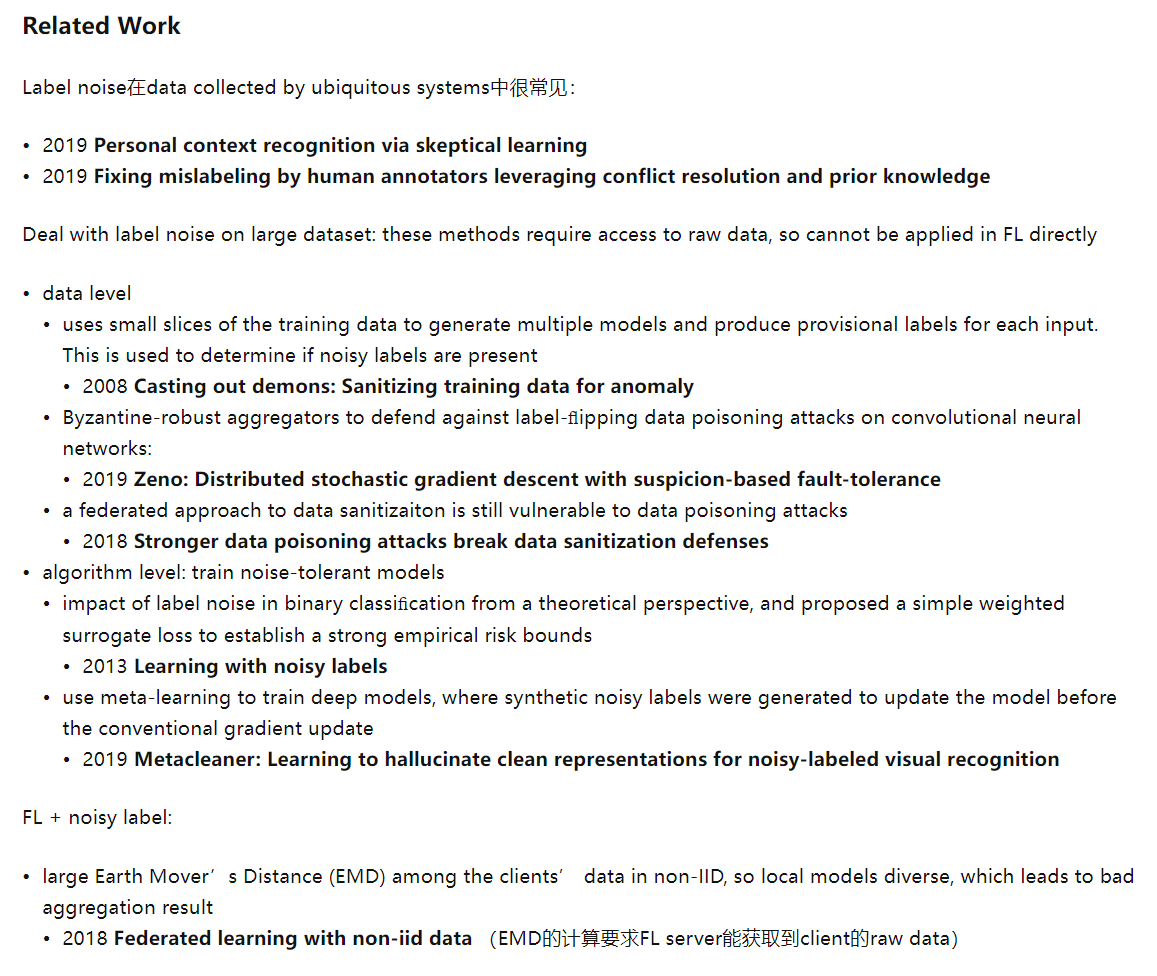 Related Work
Label noise在data collected by ubiquitous systems中很常见：
• 2019 Personal context recognition via skeptical learning
• 2019 Fixing mislabeling by human annotators leveraging conflict resolution and prior knowledge
Deal with label noise on large dataset: these methods require access to raw data, so cannot be applied in FL directly
• data level
• uses small slices of the training data to generate multiple models and produce provisional labels for each input.
This is used to determine if noisy labels are present
• 2008 Casting out demons: Sanitizing training data for anomaly
• Byzantine-robust aggregators to defend against label-flipping data poisoning attacks on convolutional neural
networks:
• 2019 Zeno: Distributed stochastic gradient descent with suspicion-based fault-tolerance
• a federated approach to data sanitizaiton is still vulnerable to data poisoning attacks
• 2018 Stronger data poisoning attacks break data sanitization defenses
• algorithm level: train noise-tolerant models
• impact of label noise in binary classification from a theoretical perspective, and proposed a simple weighted
surrogate loss to establish a strong empirical risk bounds
• 2013 Learning with noisy labels
• use meta-learning to train deep models, where synthetic noisy labels were generated to update the model before
the conventional gradient update
• 2019 Metacleaner: Learning to hallucinate clean representations for noisy-labeled visual recognition
FL + noisy label:
• large Earth Mover’s Distance (EMD) among the clients’ data in non-IID, so local models diverse, which leads to bad
aggregation result
• 2018 Federated learning with non-iid data （EMD的计算要求FL server能获取到client的raw data）